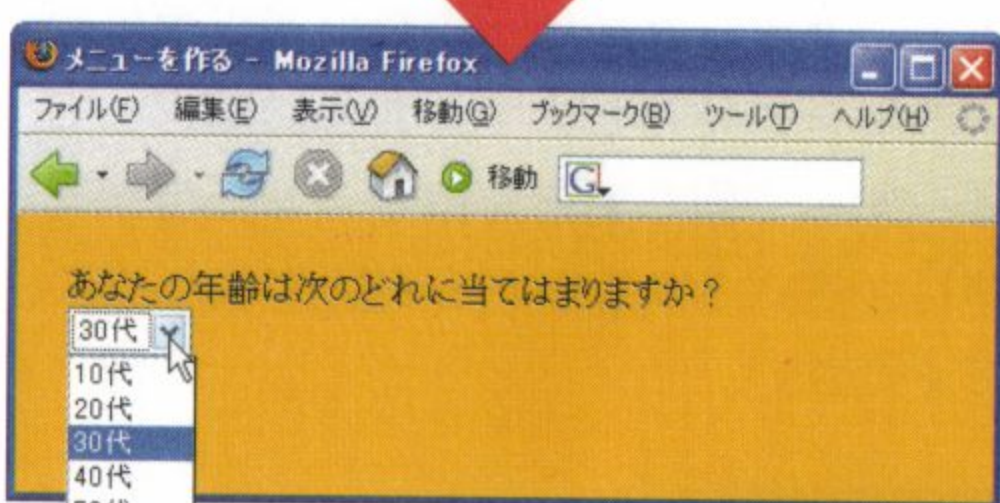 メニューを作る - Mozilla Firefox
ファイル(F) 編集(E) 表示(V) 移動(G) ブックマーク(B) ツール(T) ヘルプ(H)
移動 G
あなたの年齢は次のどれに当てはまりますか？
30代
10代
20代
30代
40代